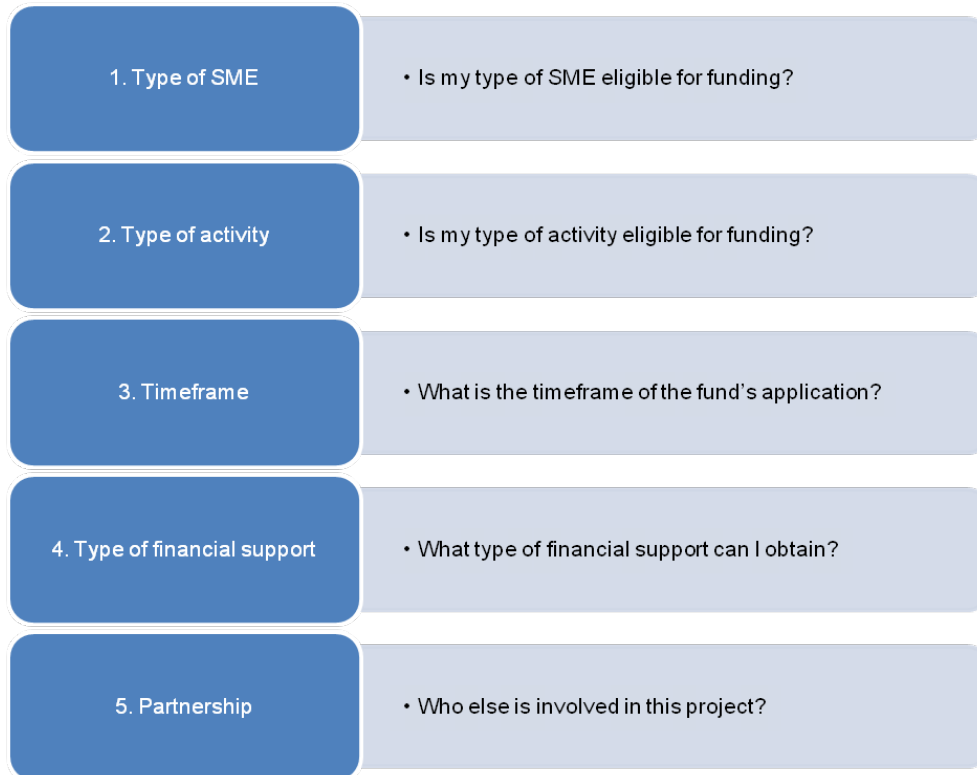 1. Type of SME
• Is my type of SME eligible for funding?
2. Type of activity
• Is my type of activity eligible for funding?
3. Timeframe
• What is the timeframe of the fund’s application?
4. Type of financial support
• What type of financial support can I obtain?
5. Partnership
• Who else is involved in this project?